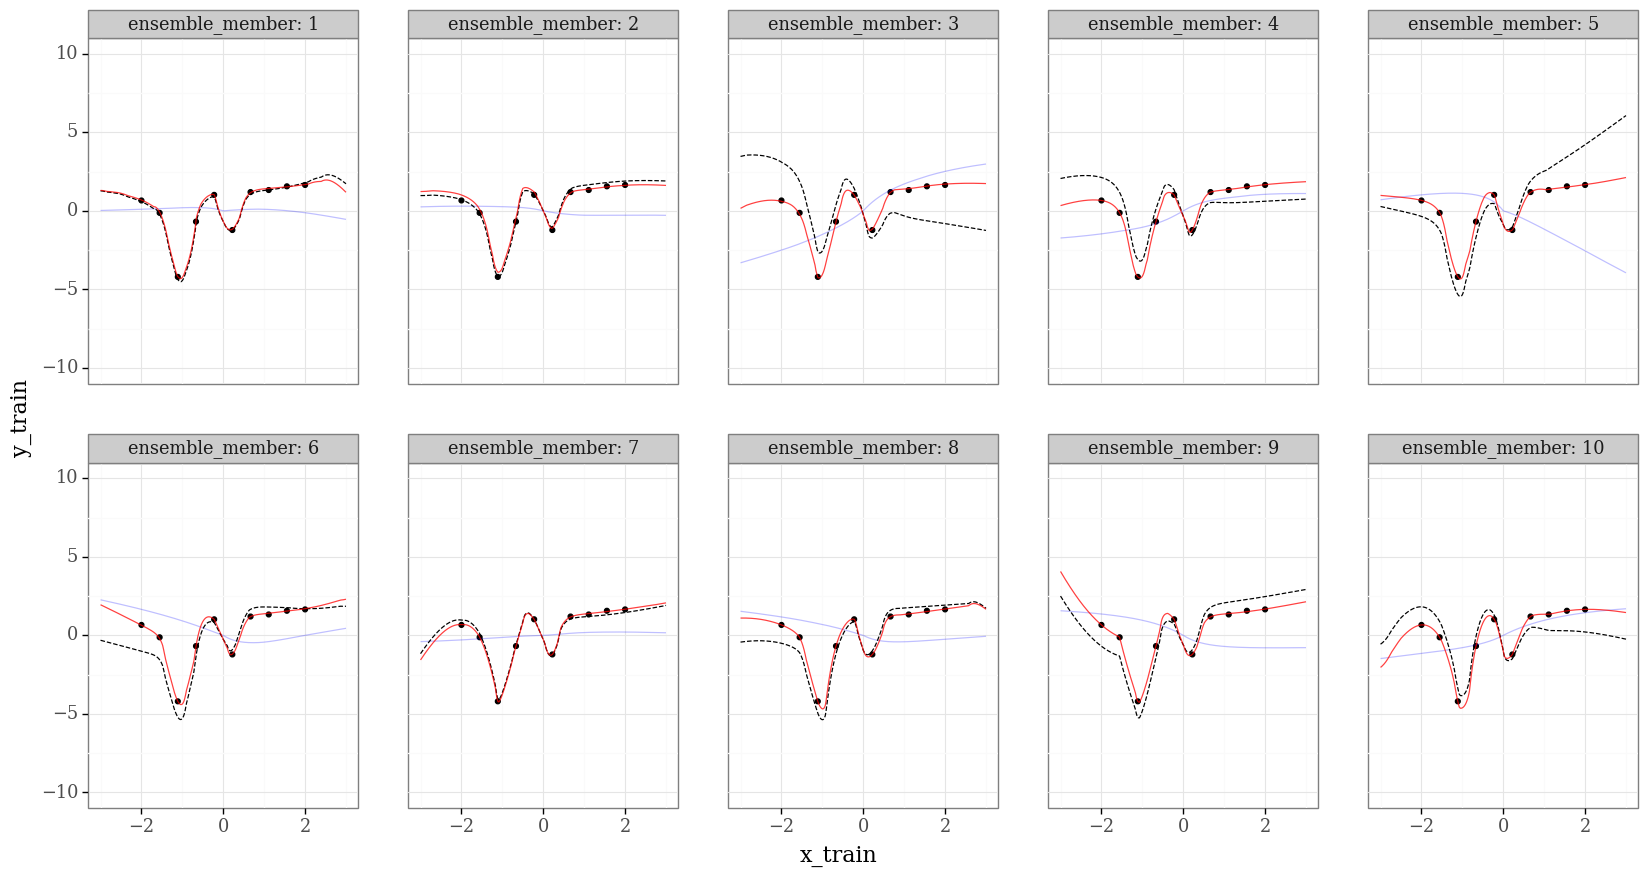 ensemble_member: 1
ensemble_member: 2
ensemble_member: 3
ensemble_member: 4
ensemble_member: 5
10
5
0
−5
−10
y_train
ensemble_member: 6
ensemble_member: 7
ensemble_member: 8
ensemble_member: 9
ensemble_member: 10
10
5
0
−5
−10
−2 0 2
−2 0 2
−2 0 2
−2 0 2
−2 0 2
x_train